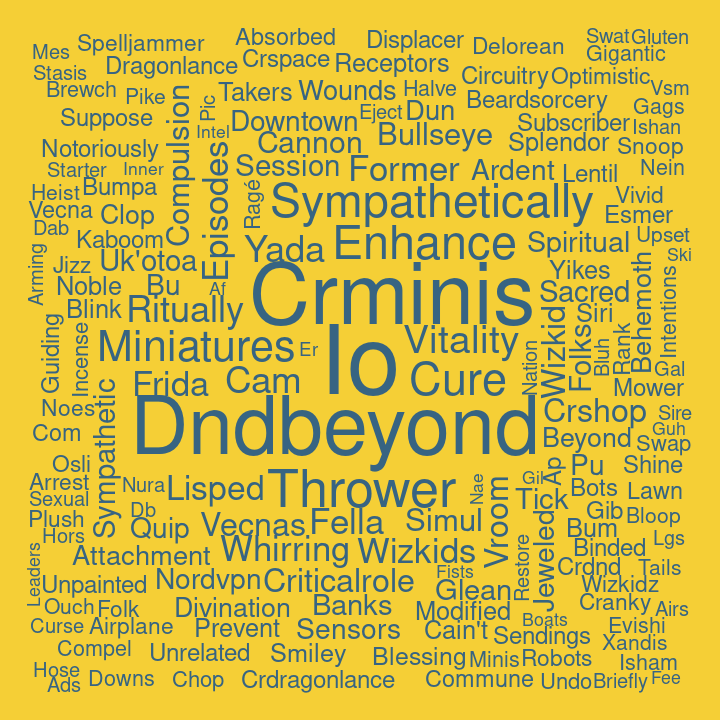 Mes
Spelljammer
Absorbed
Displacer
Delorean
Swat
Gluten
Gigantic
Stasis
Dragonlance
Crspace
Receptors
Circuitry
Optimistic
Vsm
Brewch
Pike
Pic
Takers
Wounds
Halve
Beardsorcery
Gags
Suppose
Compulsion
Intel
Downtown
Eject
Dun
Subscriber
Ishan
Notoriously
Episodes
Cannon
Bullseye
Splendor
Snoop
Starter
Inner
Session
Former
Ardent
Lentil
Nein
Heist
Bumpa
Ragé
Sympathetically
Vivid
Vecna
Clop
Esmer
Dab
Kaboom
Yada
Enhance
Spiritual
Upset
Arming
Jizz
Uk'otoa
Yikes
Behemoth
Ski
Noble
Bu
Af
Crminis
Sacred
Intentions
Blink
Ritually
Siri
Guiding
Incense
Miniatures
Er
Io
Vitality
Nation
Wizkid
Folks
Bluh
Rank
Gal
Frida
Cam
Cure
Mower
Noes
Sympathetic
Dndbeyond
Crshop
Sire
Com
Beyond
Guh
Swap
Osli
Ap
Pu
Shine
Arrest
Nura
Lisped
Thrower
Nae
Gil
Bots
Lawn
Sexual
Db
Tick
Plush
Quip
Vecnas
Fella
Simul
Vroom
Jeweled
Gib
Bloop
Hors
Bum
Lgs
Leaders
Attachment
Whirring
Wizkids
Restore
Binded
Unpainted
Nordvpn
Criticalrole
Fists
Glean
Crdnd
Tails
Wizkidz
Ouch
Folk
Divination
Banks
Modified
Cranky
Airs
Curse
Airplane
Prevent
Sensors
Cain't
Boats
Sendings
Evishi
Xandis
Compel
Unrelated
Smiley
Blessing
Minis
Robots
Isham
Hose
Ads
Downs
Chop
Crdragonlance
Commune
Undo
Briefly
Fee